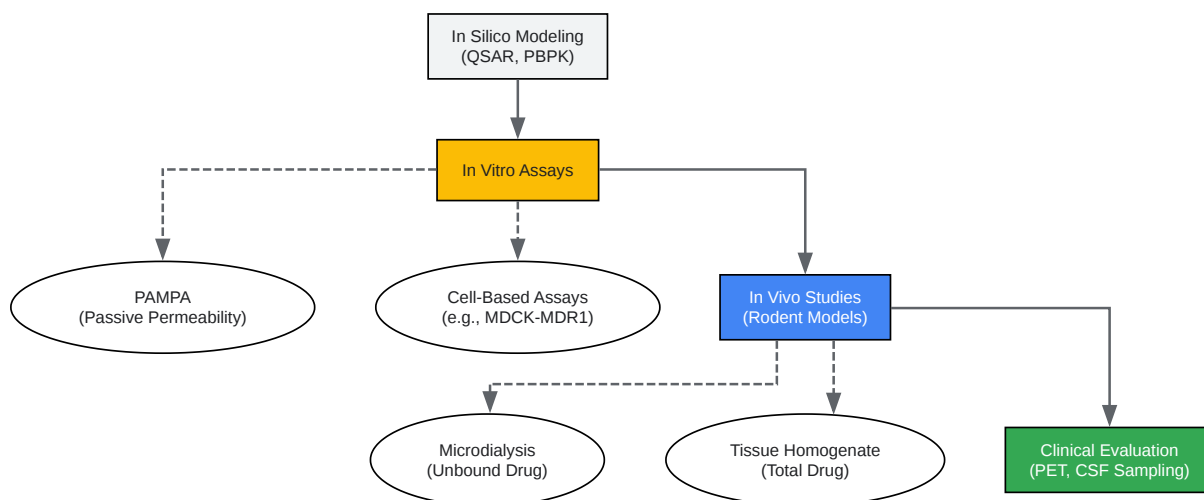 In Silico Modeling
(QSAR, PBPK)
In Vitro Assays
PAMPA
(Passive Permeability)
Cell-Based Assays
(e.g., MDCK-MDR1)
In Vivo Studies
(Rodent Models)
Microdialysis
(Unbound Drug)
Tissue Homogenate
(Total Drug)
Clinical Evaluation
(PET, CSF Sampling)